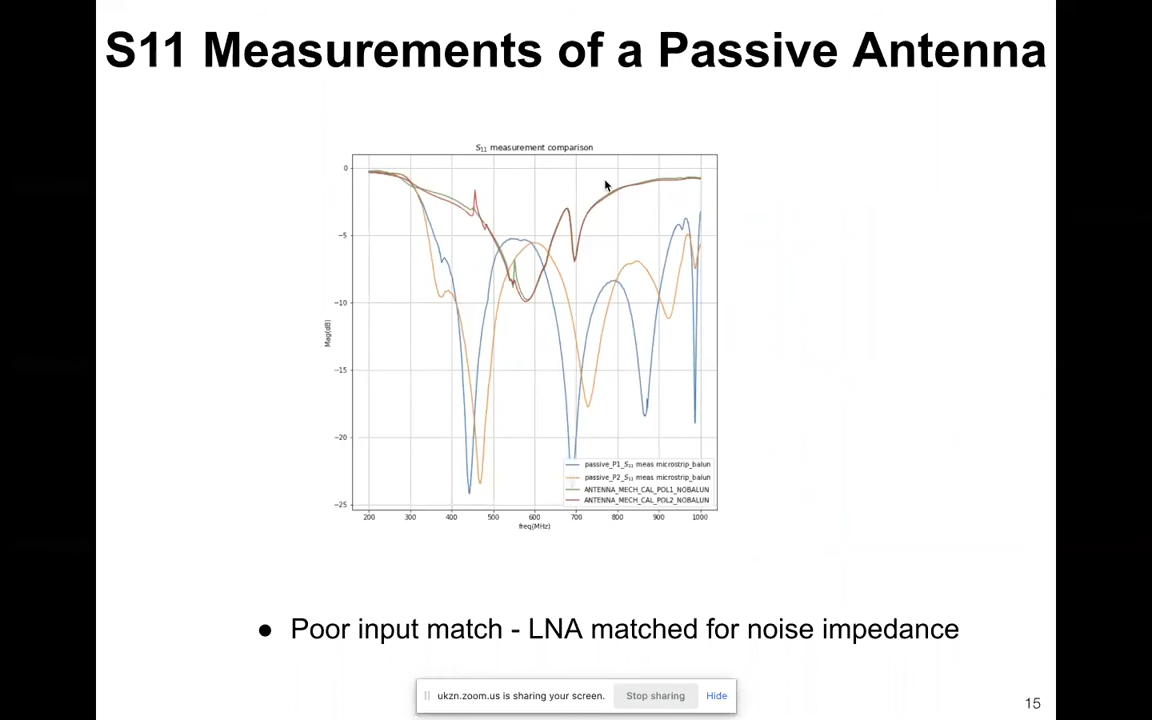 S11 Measurements of a Passive Antenna
S₁₁ measurement comparison
0
−5
−10
−15
−20
−25
Mag(dB)
passive_P1_S₁₁ meas microstrip_balun
passive_P2_S₁₁ meas microstrip_balun
ANTENNA_MECH_CAL_POL1_NOBALUN
ANTENNA_MECH_CAL_POL2_NOBALUN
200 300 400 500 600 700 800 900 1000
freq(MHz)
● Poor input match - LNA matched for noise impedance
ukzn.zoom.us is sharing your screen. Stop sharing Hide
15